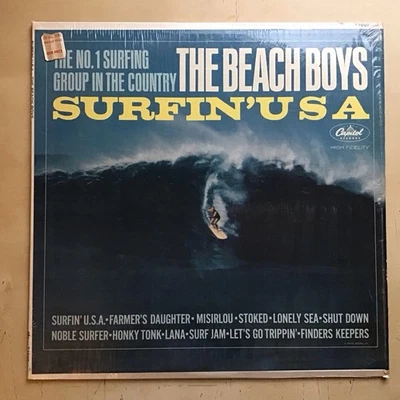 THE NO.1 SURFING
GROUP IN THE COUNTRY
THE BEACH BOYS
SURFIN' U S A
Capitol
RECORDS
HIGH FIDELITY
SURFIN' U.S.A.•FARMER'S DAUGHTER•MISIRLOU•STOKED•LONELY SEA•SHUT DOWN
NOBLE SURFER•HONKY TONK•LANA•SURF JAM•LET'S GO TRIPPIN'•FINDERS KEEPERS